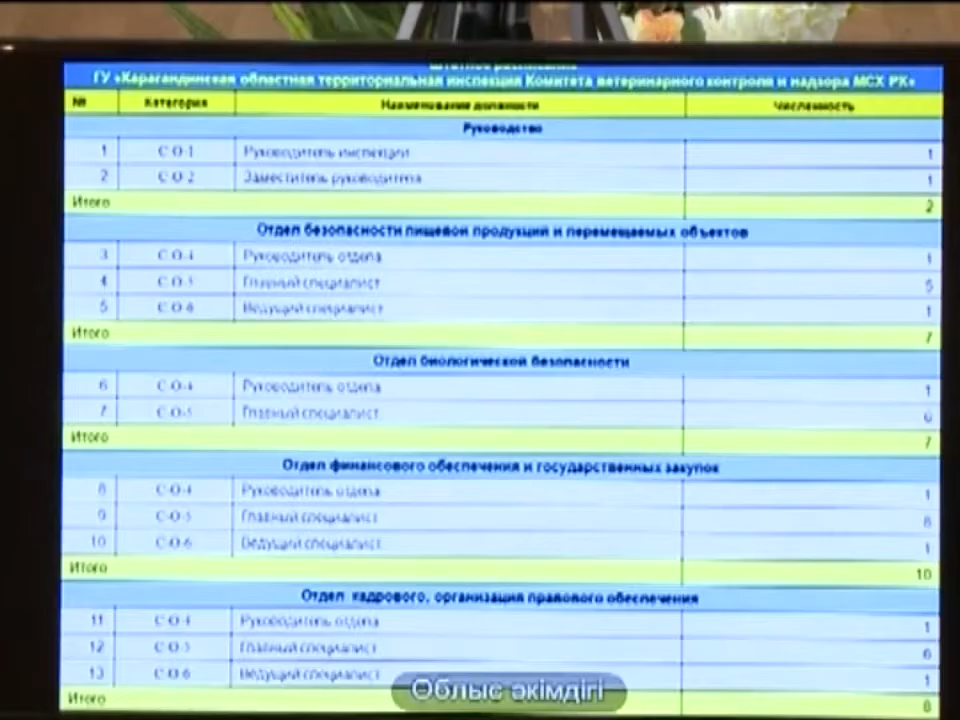 Штатное расписание
ГУ «Карагандинская областная территориальная инспекция Комитета ветеринарного контроля и надзора МСХ РК»
№ Категория Наименование должности Численность
Руководство
1 С-О-1 Руководитель инспекции 1
2 С-О-2 Заместитель руководителя 1
Итого 2
Отдел безопасности пищевой продукции и перемещаемых объектов
3 С-О-4 Руководитель отдела 1
4 С-О-5 Главный специалист 5
5 С-О-6 Ведущий специалист 1
Итого 7
Отдел биологической безопасности
6 С-О-4 Руководитель отдела 1
7 С-О-5 Главный специалист 6
Итого 7
Отдел финансового обеспечения и государственных закупок
8 С-О-4 Руководитель отдела 1
9 С-О-5 Главный специалист 8
10 С-О-6 Ведущий специалист 1
Итого 10
Отдел кадрового, организация правового обеспечения
11 С-О-4 Руководитель отдела 1
12 С-О-5 Главный специалист 6
13 С-О-6 Ведущий специалист 1
Итого 8
Облыс әкімдігі